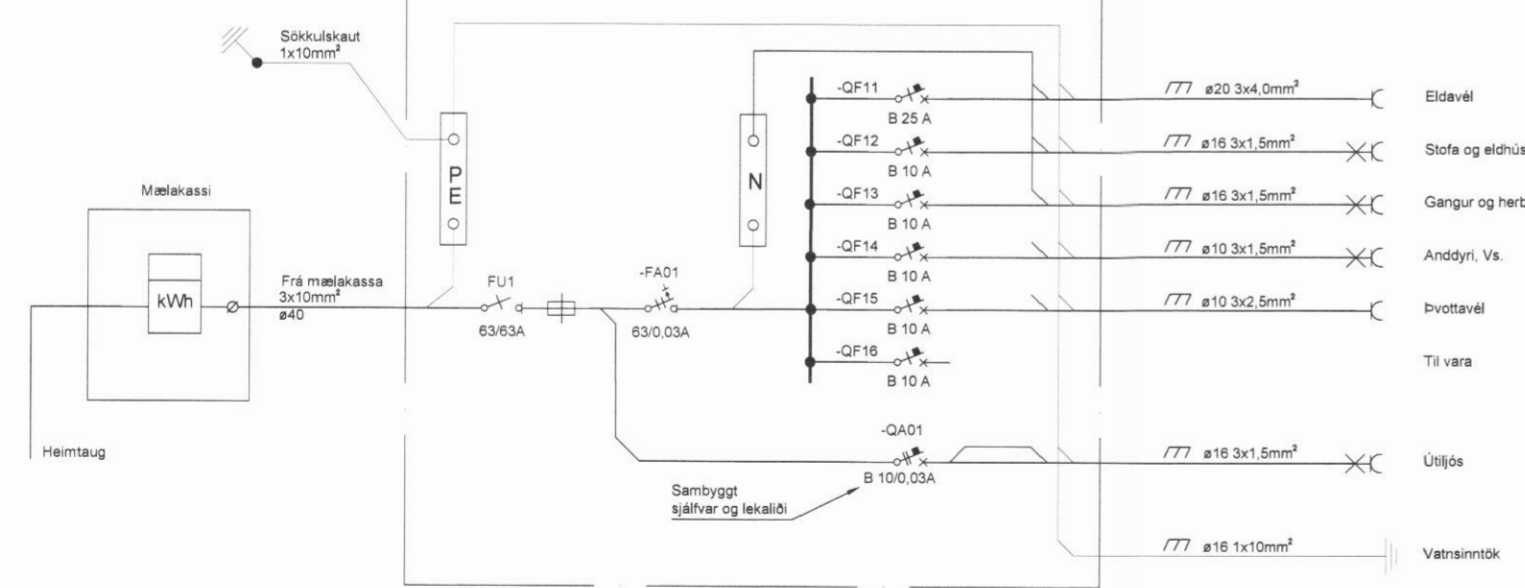 Sökkulskaut
1x10mm²
Mælakassi
kWh
Frá mælakassa
3x10mm²
ø40
Heimtaug
PE
FU1
63/63A
-FA01
63/0,03A
N
-QF11
B 25 A
ø20 3x4,0mm²
Eldavél
-QF12
B 10 A
ø16 3x1,5mm²
Stofa og eldhús
-QF13
B 10 A
ø16 3x1,5mm²
Gangur og herb
-QF14
B 10 A
ø10 3x1,5mm²
Anddyri, Vs.
-QF15
B 10 A
ø10 3x2,5mm²
Þvottavél
-QF16
B 10 A
Til vara
-QA01
B 10/0,03A
ø16 3x1,5mm²
Útiljós
Sambyggt
sjálfvar og lekaliði
ø16 1x10mm²
Vatnsinntök